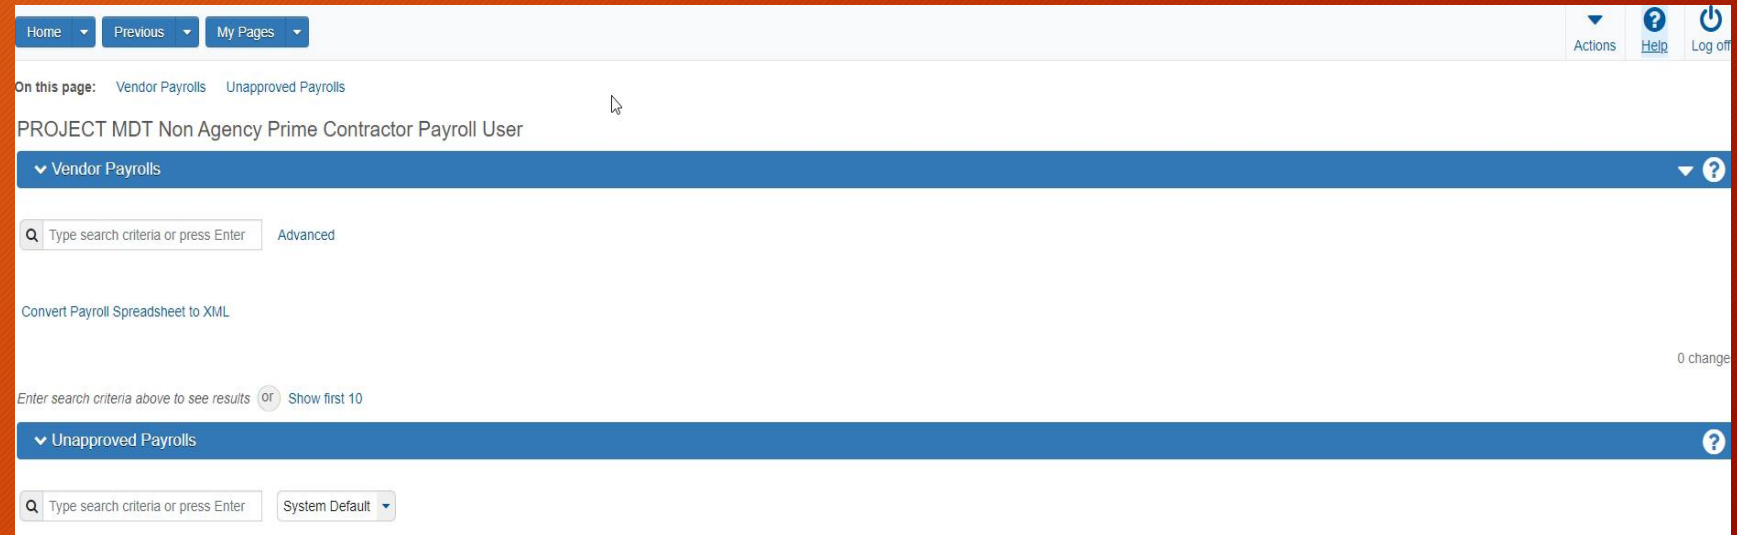 Home Previous My Pages
Actions Help Log off
On this page: Vendor Payrolls Unapproved Payrolls
PROJECT MDT Non Agency Prime Contractor Payroll User
Vendor Payrolls ?
Type search criteria or press Enter Advanced
Convert Payroll Spreadsheet to XML
0 change
Enter search criteria above to see results or Show first 10
Unapproved Payrolls ?
Type search criteria or press Enter System Default